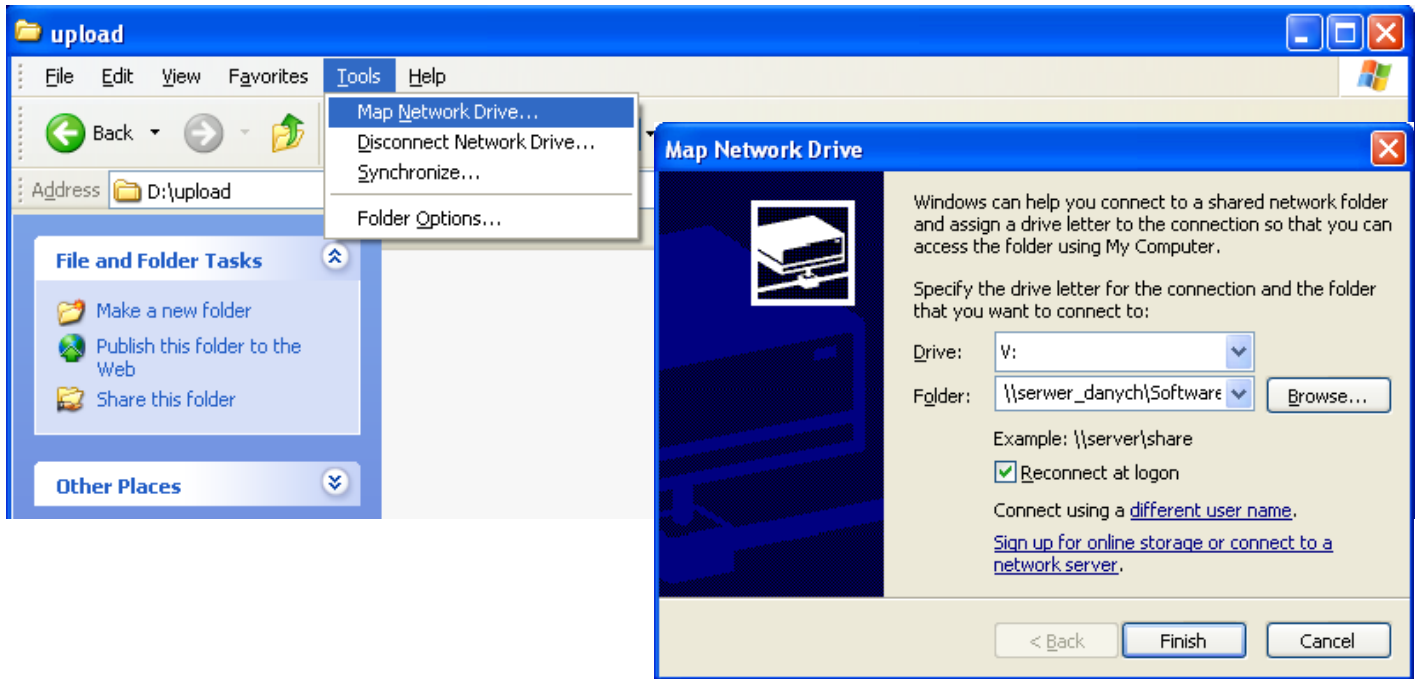 upload
File Edit View Favorites Tools Help
Back
Map Network Drive...
Disconnect Network Drive...
Synchronize...
Folder Options...
Address D:\upload
File and Folder Tasks
Make a new folder
Publish this folder to the
Web
Share this folder
Other Places
Map Network Drive
Windows can help you connect to a shared network folder
and assign a drive letter to the connection so that you can
access the folder using My Computer.
Specify the drive letter for the connection and the folder
that you want to connect to:
Drive: V:
Folder: \\serwer_danych\Software Browse...
Example: \\server\share
Reconnect at logon
Connect using a different user name.
Sign up for online storage or connect to a
network server.
< Back Finish Cancel